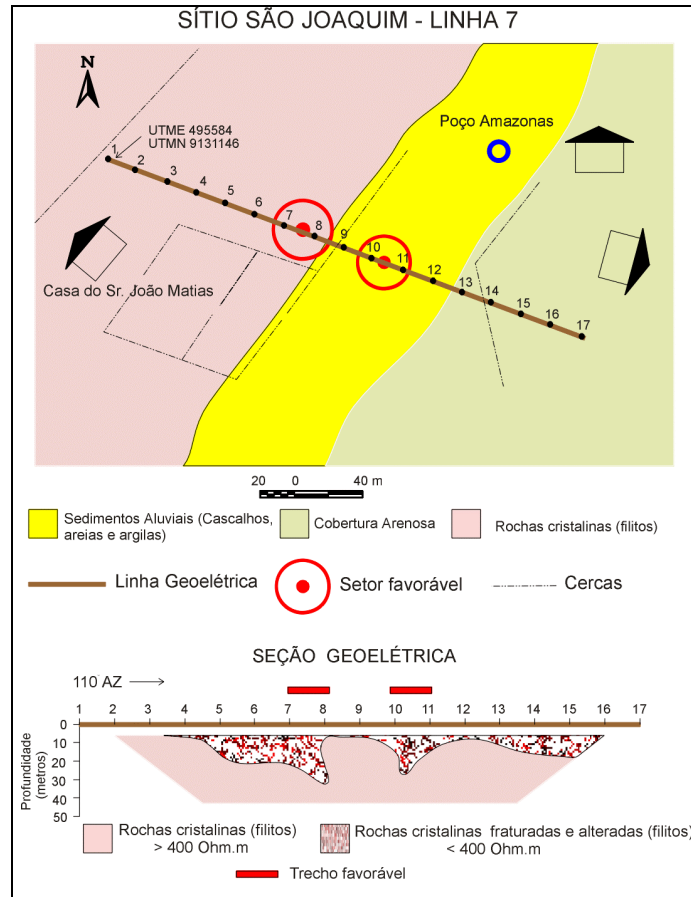 SÍTIO SÃO JOAQUIM - LINHA 7
N
Poço Amazonas
UTME 495584
UTMN 9131146
1
2
3
4
5
6
7
8
9
10
11
12
13
14
15
16
17
Casa do Sr. João Matias
20 0 40 m
Sedimentos Aluviais (Cascalhos,
areias e argilas)
Cobertura Arenosa
Rochas cristalinas (filitos)
Linha Geoelétrica
Setor favorável
Cercas
SEÇÃO GEOELÉTRICA
110 AZ
1 2 3 4 5 6 7 8 9 10 11 12 13 14 15 16 17
Profundidade
(metros)
0
10
20
30
40
50
Rochas cristalinas (filitos)
> 400 Ohm.m
Rochas cristalinas fraturadas e alteradas (filitos)
< 400 Ohm.m
Trecho favorável